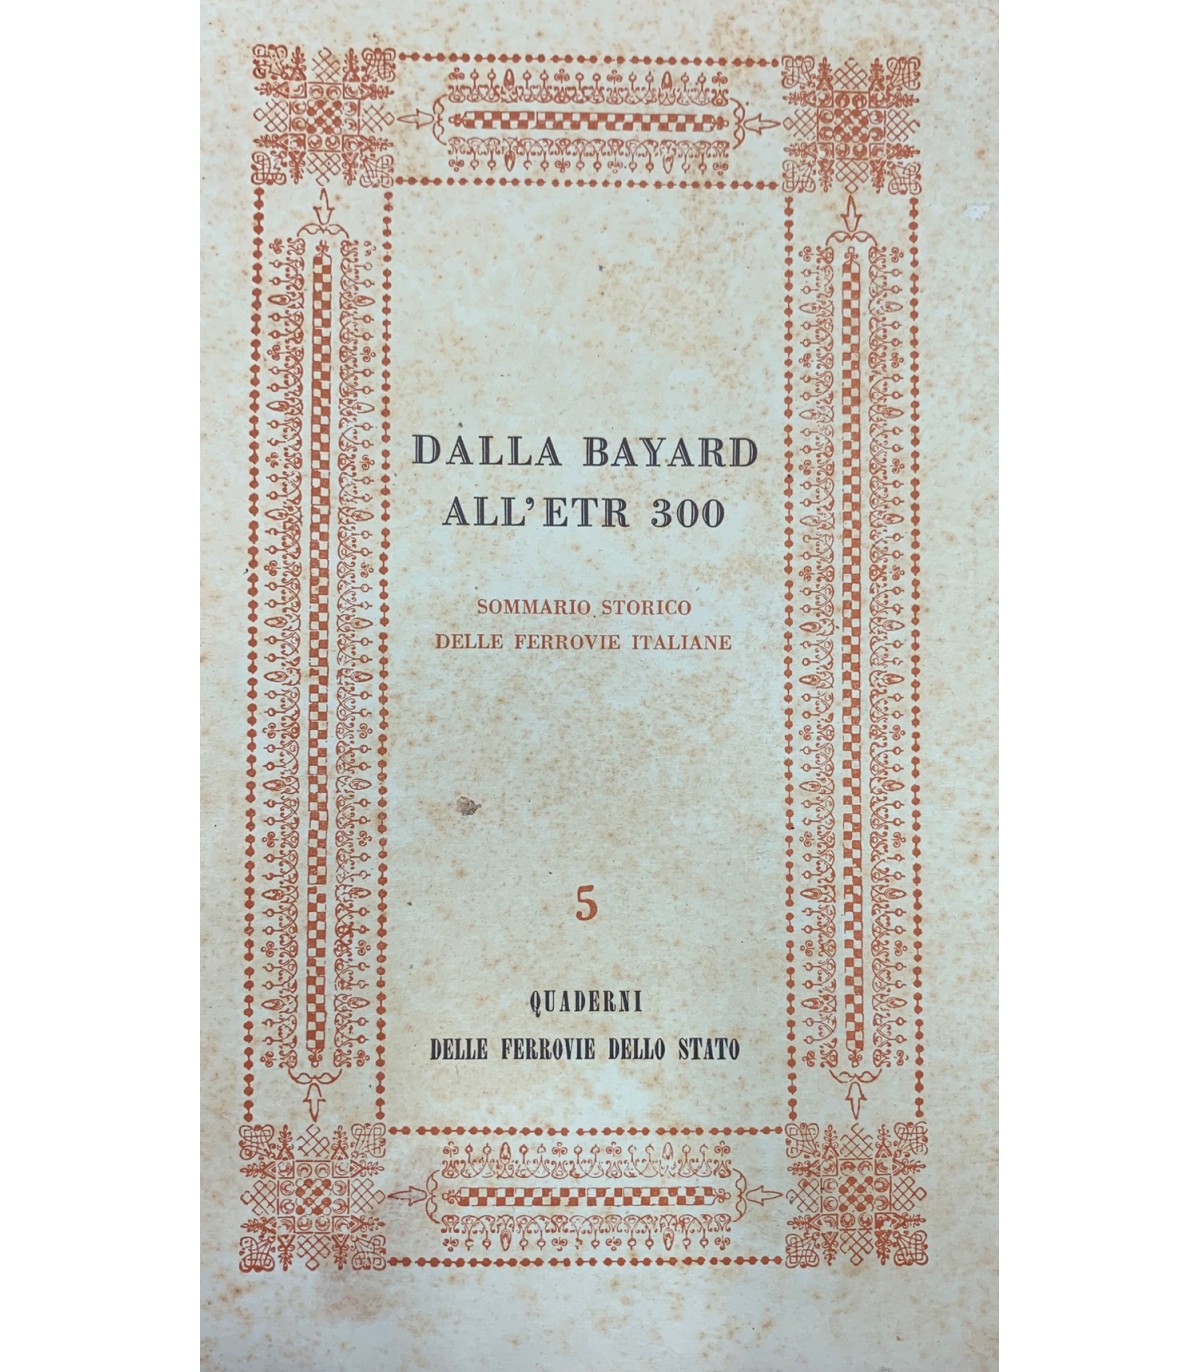 DALLA BAYARD
ALL'ETR 300
SOMMARIO STORICO
DELLE FERROVIE ITALIANE
5
QUADERNI
DELLE FERROVIE DELLO STATO